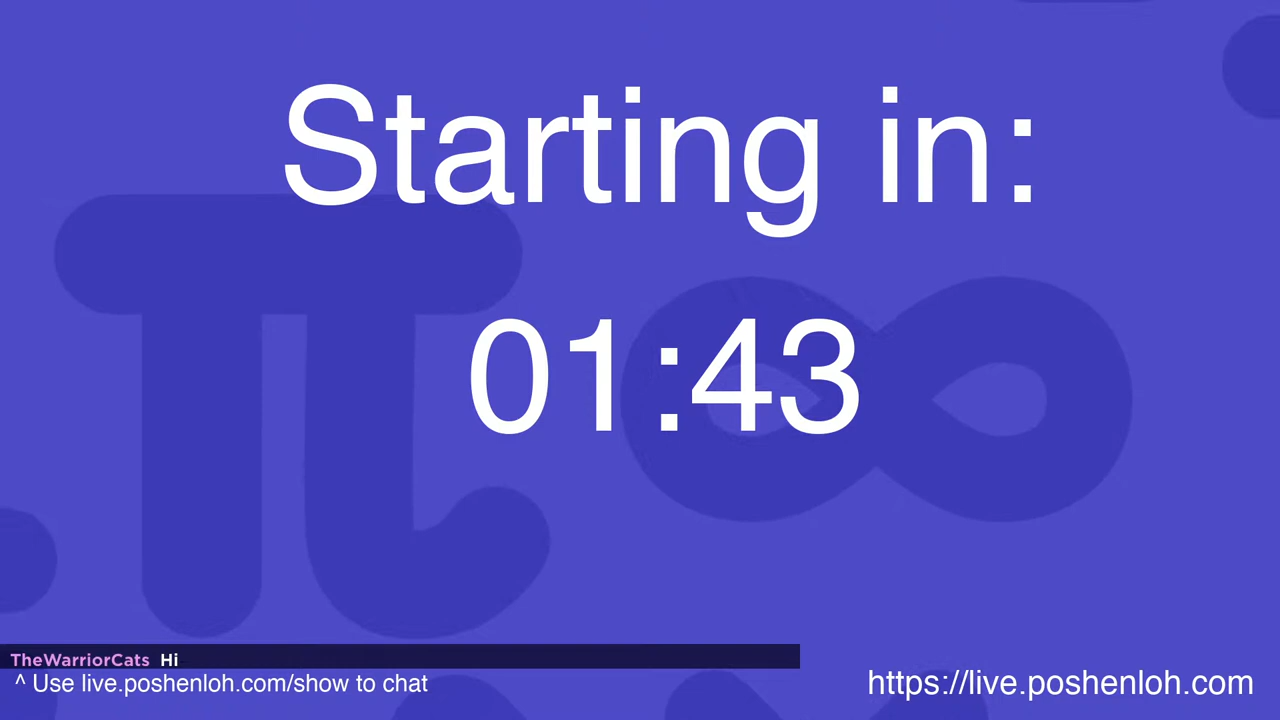 Starting in:
01:43
TheWarriorCats Hi
^ Use live.poshenloh.com/show to chat
https://live.poshenloh.com